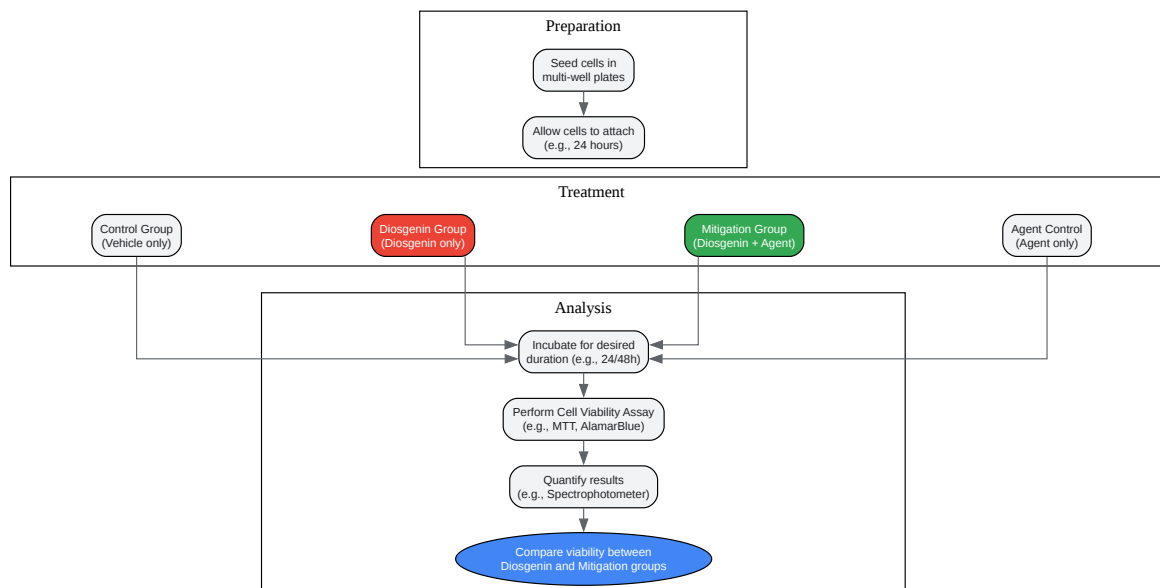 Preparation
Seed cells in
multi-well plates
Allow cells to attach
(e.g., 24 hours)
Treatment
Control Group
(Vehicle only)
Diosgenin Group
(Diosgenin only)
Mitigation Group
(Diosgenin + Agent)
Agent Control
(Agent only)
Analysis
Incubate for desired
duration (e.g., 24/48h)
Perform Cell Viability Assay
(e.g., MTT, AlamarBlue)
Quantify results
(e.g., Spectrophotometer)
Compare viability between
Diosgenin and Mitigation groups